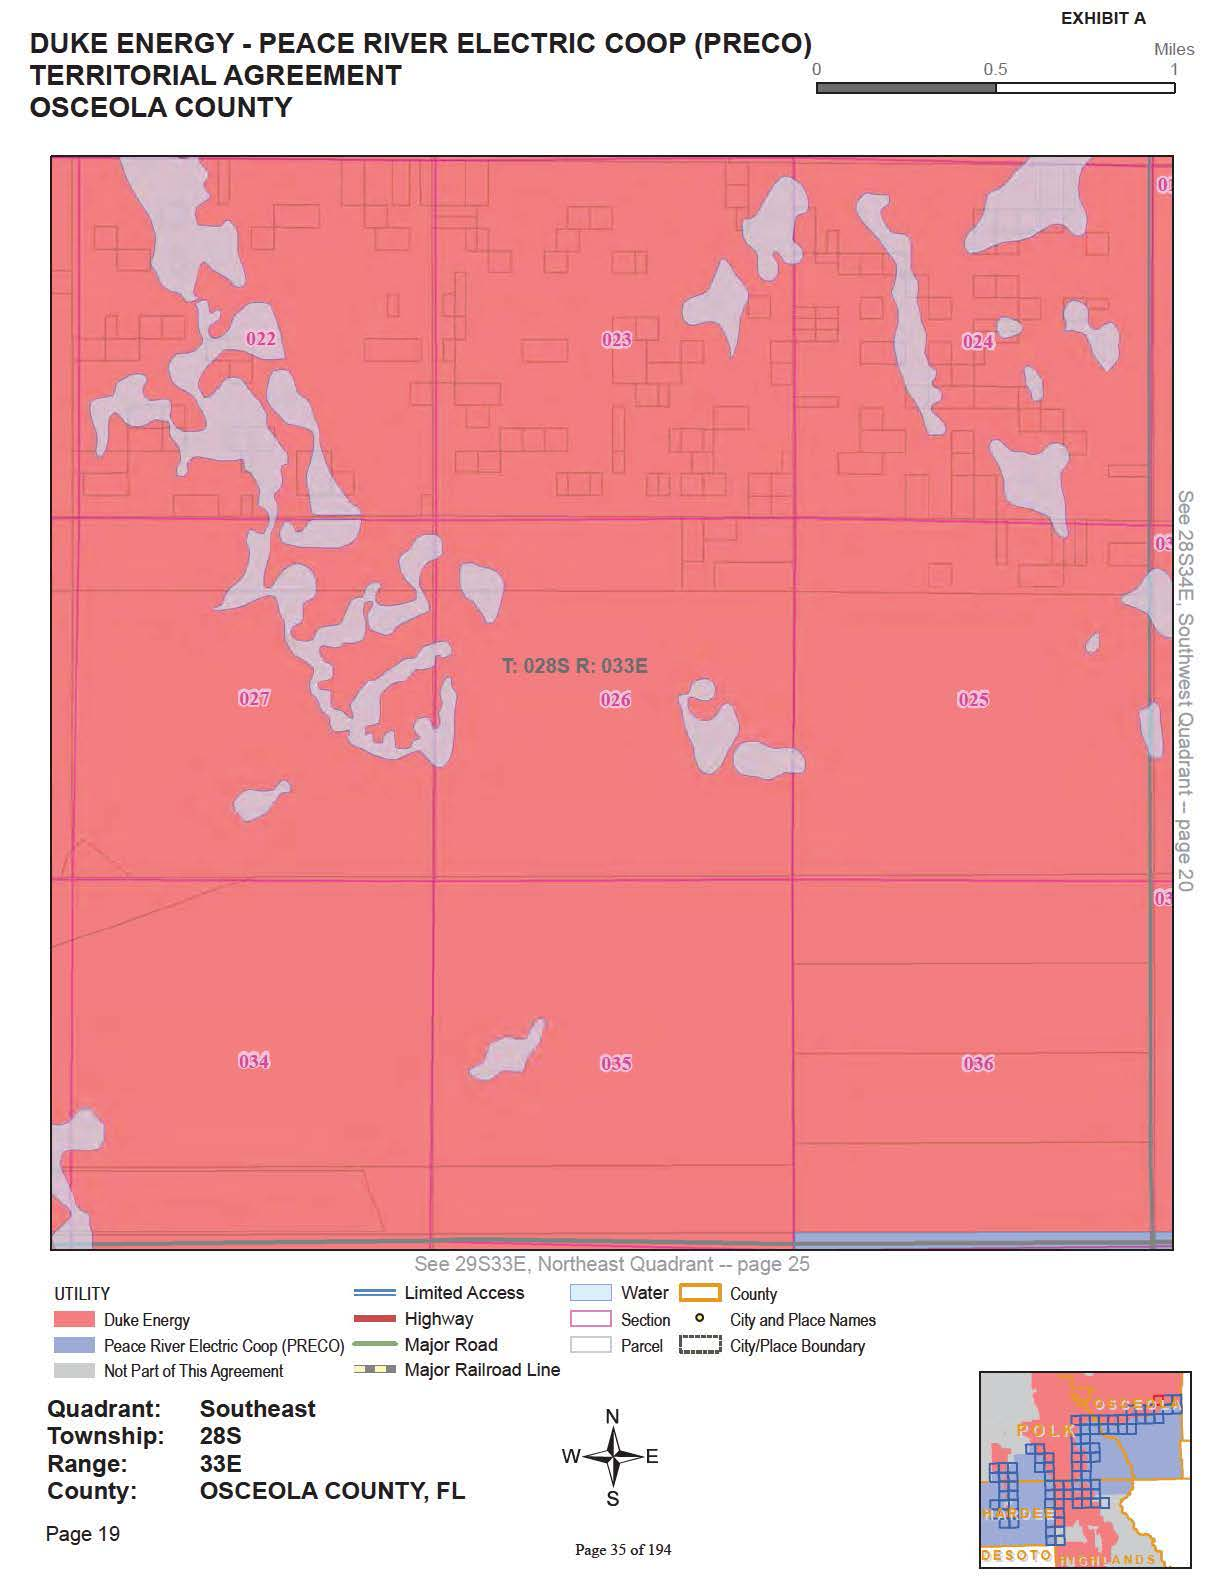 EXHIBIT A
DUKE ENERGY - PEACE RIVER ELECTRIC COOP (PRECO)
TERRITORIAL AGREEMENT
OSCEOLA COUNTY
Miles
0 0.5 1
022 023 024
T: 028S R: 033E
027 026 025
034 035 036
See 28S34E, Southwest Quadrant -- page 20
See 29S33E, Northeast Quadrant -- page 25
UTILITY
Duke Energy
Peace River Electric Coop (PRECO)
Not Part of This Agreement
Limited Access
Highway
Major Road
Major Railroad Line
Water
Section
Parcel
County
City and Place Names
City/Place Boundary
Quadrant: Southeast
Township: 28S
Range: 33E
County: OSCEOLA COUNTY, FL
Page 19
N
W E
S
Page 35 of 194
OSCEOLA
POLK
HARDEE
DESOTO
HIGHLANDS